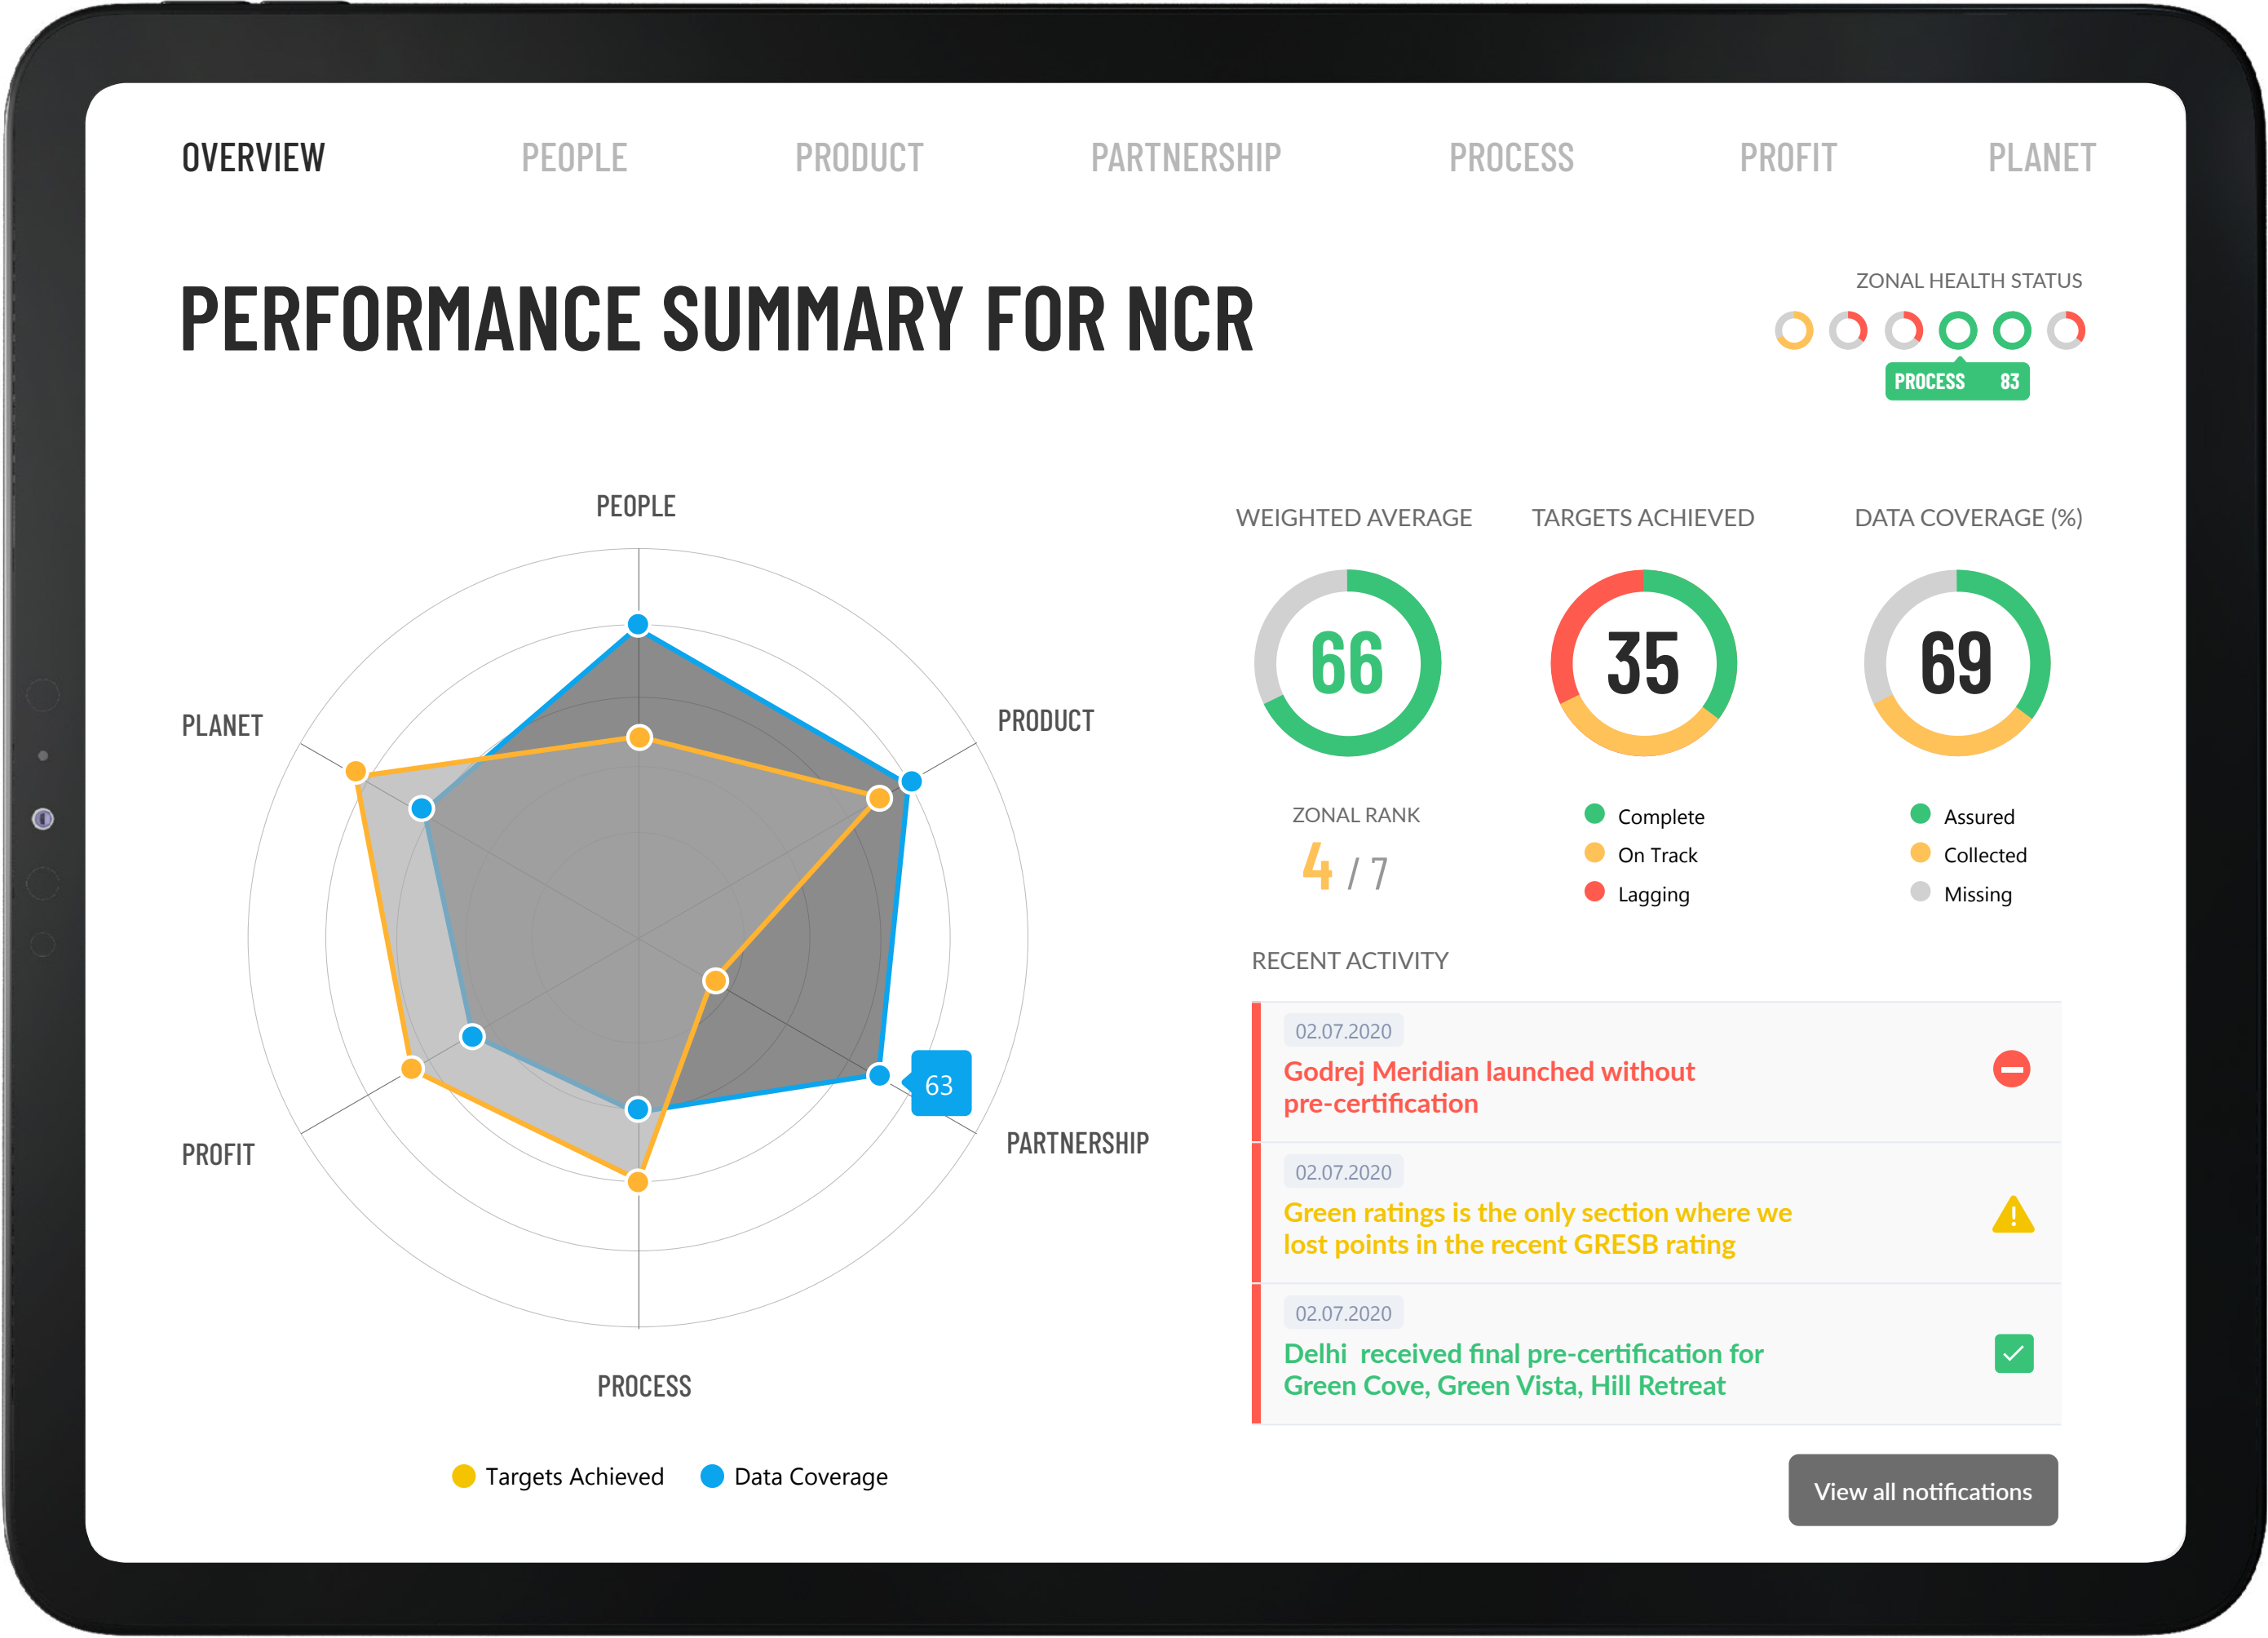 OVERVIEW PEOPLE PRODUCT PARTNERSHIP PROCESS PROFIT PLANET
PERFORMANCE SUMMARY FOR NCR
ZONAL HEALTH STATUS
PROCESS 83
PEOPLE
PRODUCT
PARTNERSHIP
PROCESS
PROFIT
PLANET
63
Targets Achieved Data Coverage
WEIGHTED AVERAGE TARGETS ACHIEVED DATA COVERAGE (%)
66 35 69
ZONAL RANK
4 / 7
Complete
On Track
Lagging
Assured
Collected
Missing
RECENT ACTIVITY
02.07.2020
Godrej Meridian launched without
pre-certification
02.07.2020
Green ratings is the only section where we
lost points in the recent GRESB rating
02.07.2020
Delhi received final pre-certification for
Green Cove, Green Vista, Hill Retreat
View all notifications